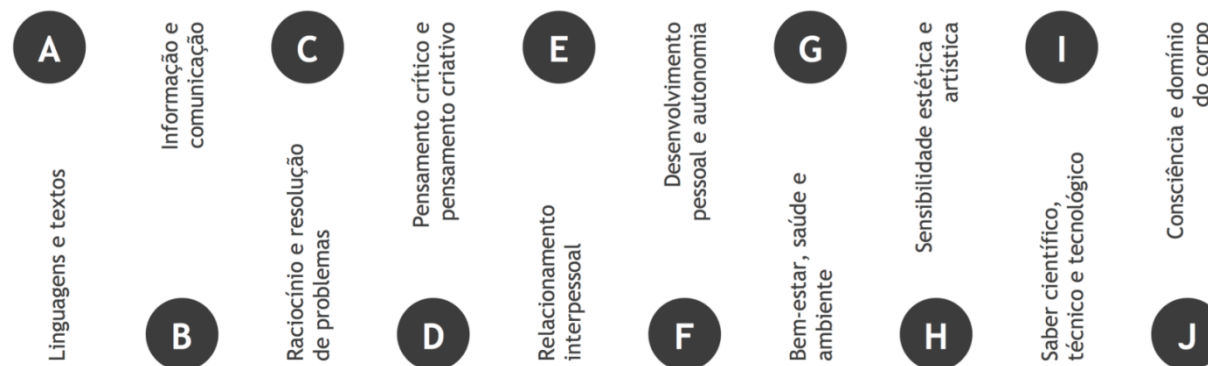 A
Linguagens e textos
Informação e
comunicação
B
C
Raciocínio e resolução
de problemas
Pensamento crítico e
pensamento criativo
D
E
Relacionamento
interpessoal
Desenvolvimento
pessoal e autonomia
F
G
Bem-estar, saúde e
ambiente
Sensibilidade estética e
artística
H
I
Saber científico,
técnico e tecnológico
Consciência e domínio
do corpo
J